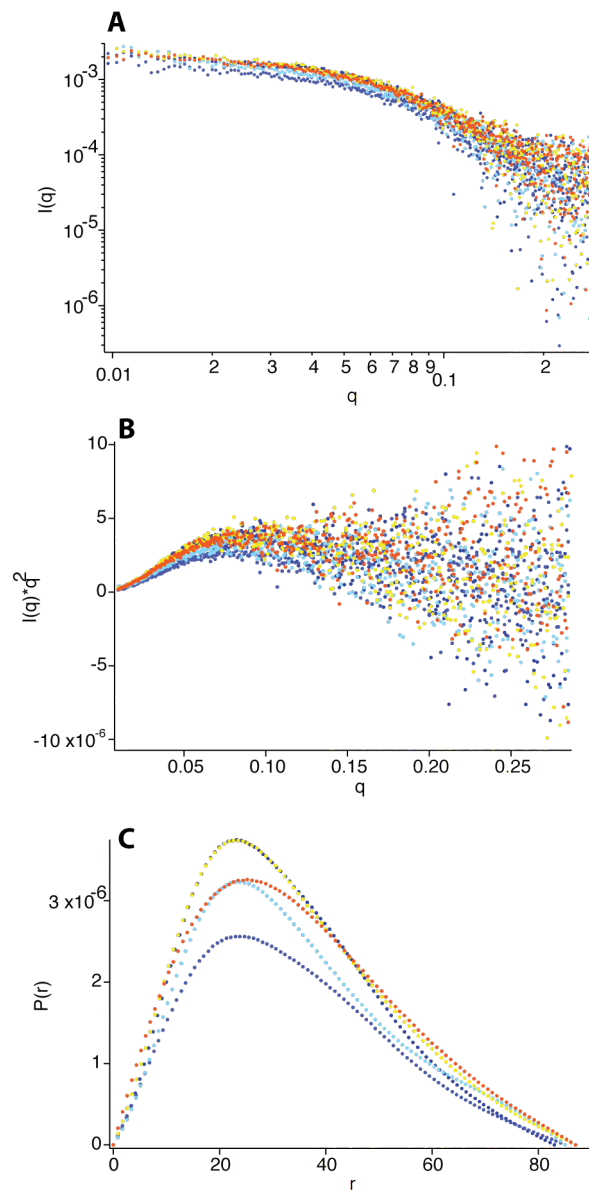 A
10⁻³
10⁻⁴
10⁻⁵
10⁻⁶
I(q)
0.01 2 3 4 5 6 7 8 9 0.1 2
q
B
10
5
0
-5
-10 x10⁻⁶
I(q)*q²
0.05 0.10 0.15 0.20 0.25
q
C
3 x10⁻⁶
2
1
0
P(r)
0 20 40 60 80
r